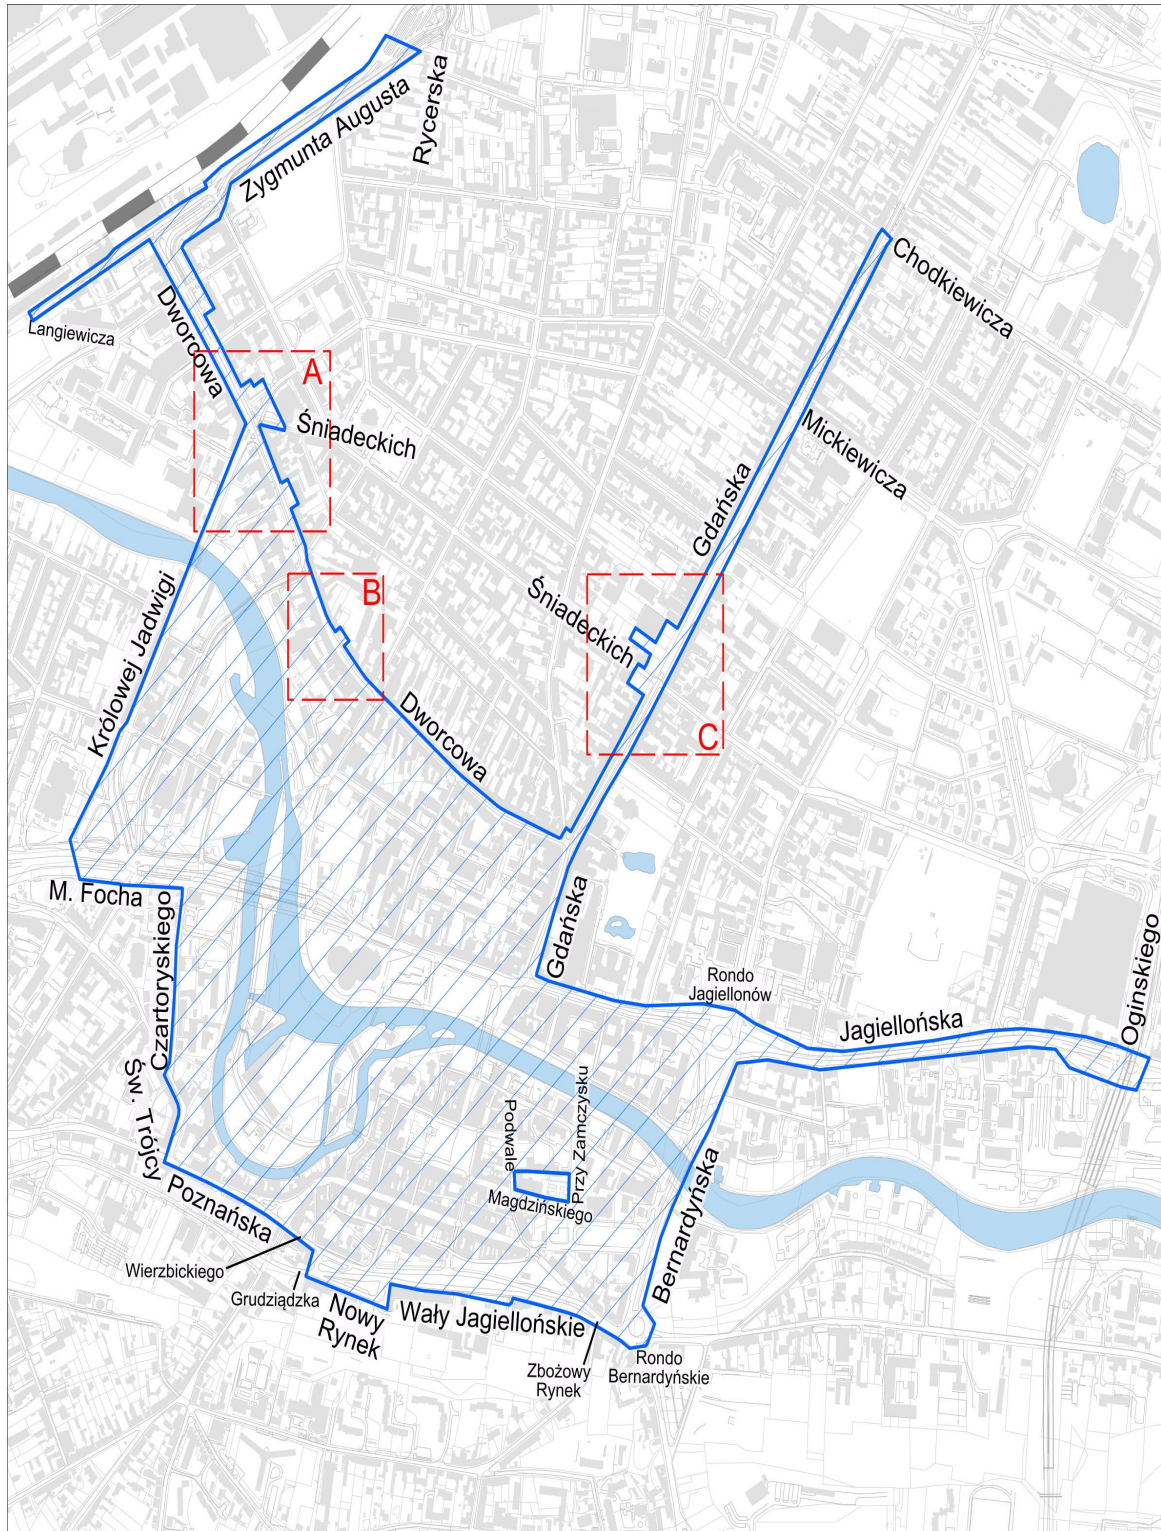 Rycerska
Zygmunta Augusta
Chodkiewicza
Langiewicza
Dworcowa
A
Śniadeckich
Mickiewicza
Gdańska
Królowej Jadwigi
B
Śniadeckich
Dworcowa
C
M. Focha
Czartoryskiego
Gdańska
Rondo
Jagiellonów
Jagiellońska
Oginskiego
Św. Trójcy
Podwale
Przy Zamczysku
Magdzińskiego
Bernardyńska
Poznańska
Wierzbickiego
Grudziądzka
Nowy
Rynek
Wały Jagiellońskie
Zbożowy
Rynek
Rondo
Bernardyńskie